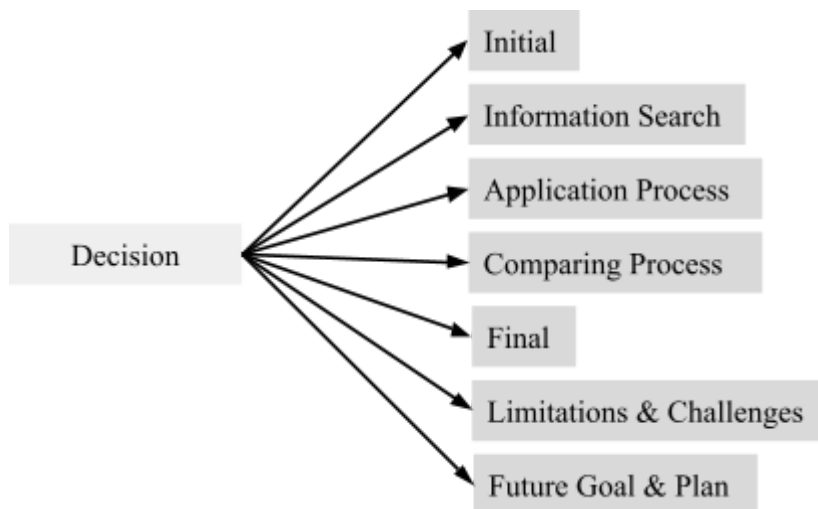 Initial
Information Search
Application Process
Decision
Comparing Process
Final
Limitations & Challenges
Future Goal & Plan